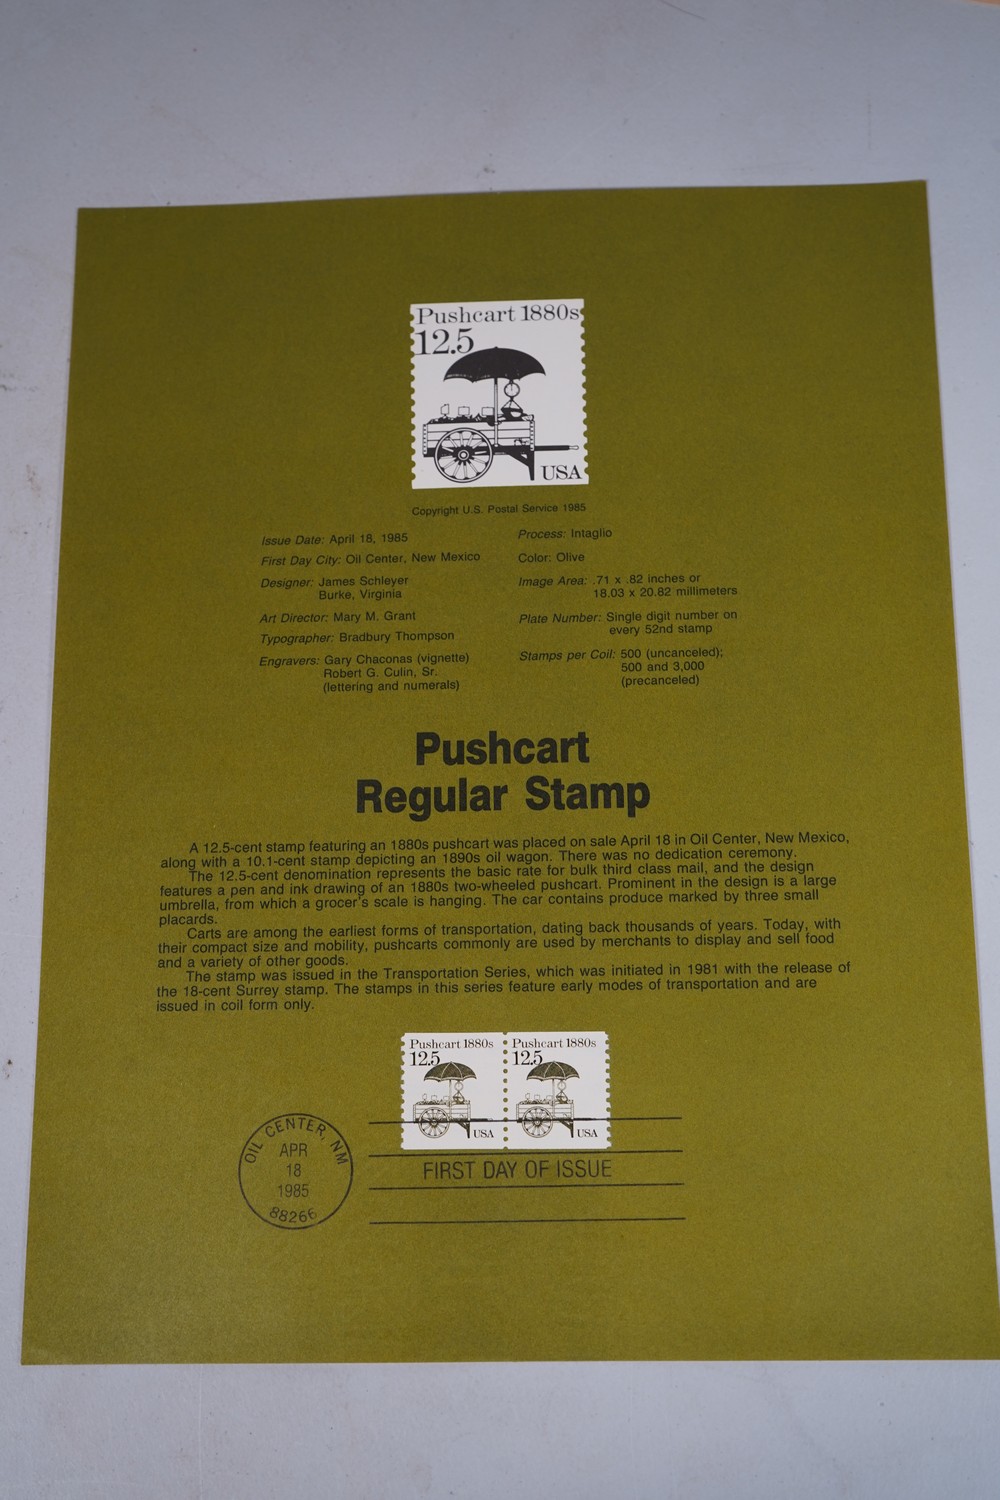 Pushcart 1880s
12.5
USA
Copyright U.S. Postal Service 1985
Issue Date: April 18, 1985
First Day City: Oil Center, New Mexico
Designer: James Schleyer
Burke, Virginia
Art Director: Mary M. Grant
Typographer: Bradbury Thompson
Engravers: Gary Chaconas (vignette)
Robert G. Culin, Sr.
(lettering and numerals)
Process: Intaglio
Color: Olive
Image Area: .71 x .82 inches or
18.03 x 20.82 millimeters
Plate Number: Single digit number on
every 52nd stamp
Stamps per Coil: 500 (uncanceled);
500 and 3,000
(precanceled)
Pushcart
Regular Stamp
A 12.5-cent stamp featuring an 1880s pushcart was placed on sale April 18 in Oil Center, New Mexico,
along with a 10.1-cent stamp depicting an 1890s oil wagon. There was no dedication ceremony.
The 12.5-cent denomination represents the basic rate for bulk third class mail, and the design
features a pen and ink drawing of an 1880s two-wheeled pushcart. Prominent in the design is a large
umbrella, from which a grocer's scale is hanging. The car contains produce marked by three small
placards.
Carts are among the earliest forms of transportation, dating back thousands of years. Today, with
their compact size and mobility, pushcarts commonly are used by merchants to display and sell food
and a variety of other goods.
The stamp was issued in the Transportation Series, which was initiated in 1981 with the release of
the 18-cent Surrey stamp. The stamps in this series feature early modes of transportation and are
issued in coil form only.
Pushcart 1880s
12.5
USA
Pushcart 1880s
12.5
USA
OIL CENTER, NM
APR
18
1985
88266
FIRST DAY OF ISSUE